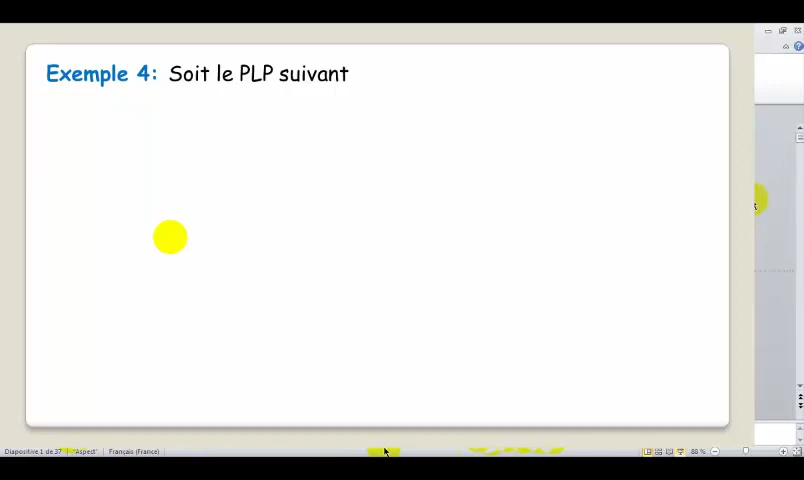 Exemple 4: Soit le PLP suivant
Diapositive 1 de 37 "Aspect" Français (France) 88 %